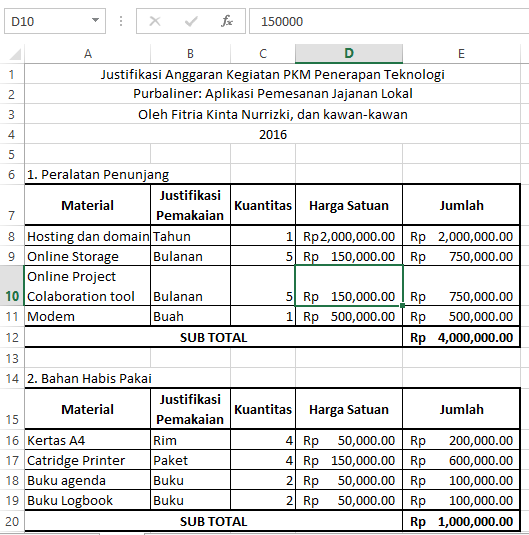 D10 150000
A B C D E
1 Justifikasi Anggaran Kegiatan PKM Penerapan Teknologi
2 Purbaliner: Aplikasi Pemesanan Jajanan Lokal
3 Oleh Fitria Kinta Nurrizki, dan kawan-kawan
4 2016
5
6 1. Peralatan Penunjang
7 Material Justifikasi Pemakaian Kuantitas Harga Satuan Jumlah
8 Hosting dan domain Tahun 1 Rp2,000,000.00 Rp 2,000,000.00
9 Online Storage Bulanan 5 Rp 150,000.00 Rp 750,000.00
10 Online Project Colaboration tool Bulanan 5 Rp 150,000.00 Rp 750,000.00
11 Modem Buah 1 Rp 500,000.00 Rp 500,000.00
12 SUB TOTAL Rp 4,000,000.00
13
14 2. Bahan Habis Pakai
15 Material Justifikasi Pemakaian Kuantitas Harga Satuan Jumlah
16 Kertas A4 Rim 4 Rp 50,000.00 Rp 200,000.00
17 Catridge Printer Paket 4 Rp 150,000.00 Rp 600,000.00
18 Buku agenda Buku 2 Rp 50,000.00 Rp 100,000.00
19 Buku Logbook Buku 2 Rp 50,000.00 Rp 100,000.00
20 SUB TOTAL Rp 1,000,000.00